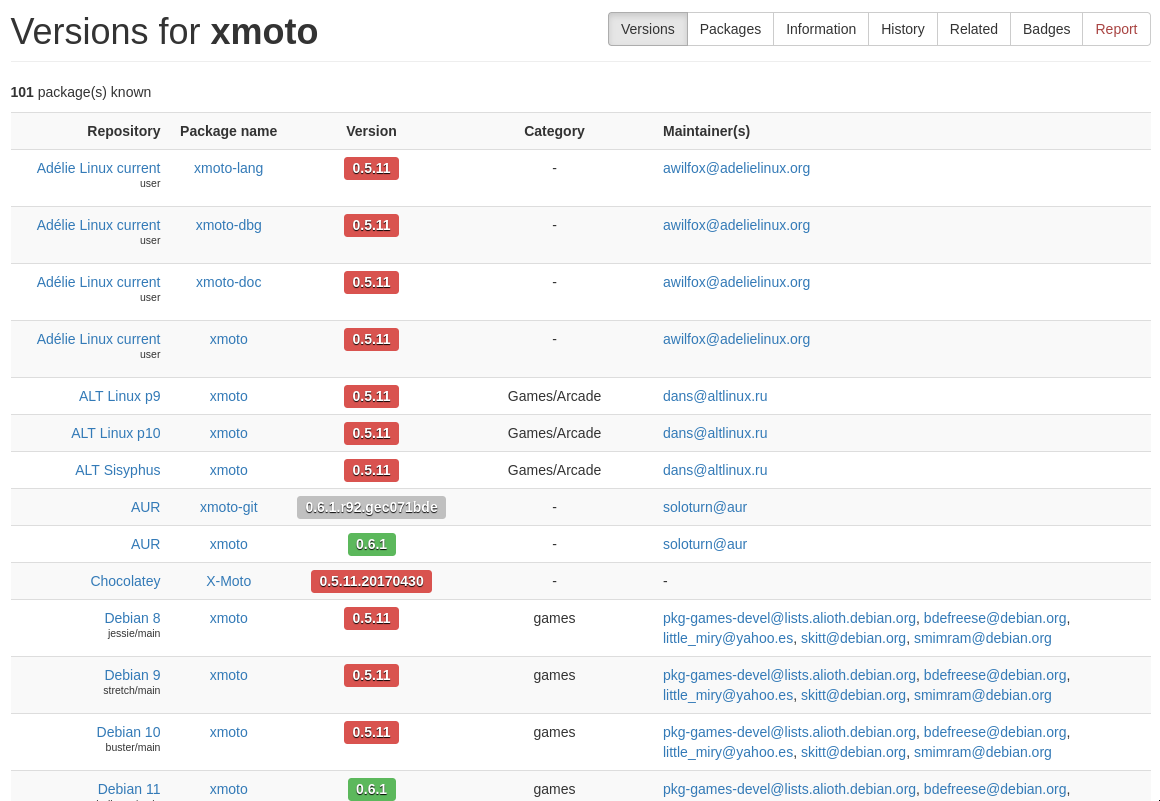 Versions for xmoto
Versions Packages Information History Related Badges Report
101 package(s) known
Repository Package name Version Category Maintainer(s)
Adélie Linux current xmoto-lang 0.5.11 - awilfox@adelielinux.org
user
Adélie Linux current xmoto-dbg 0.5.11 - awilfox@adelielinux.org
user
Adélie Linux current xmoto-doc 0.5.11 - awilfox@adelielinux.org
user
Adélie Linux current xmoto 0.5.11 - awilfox@adelielinux.org
user
ALT Linux p9 xmoto 0.5.11 Games/Arcade dans@altlinux.ru
ALT Linux p10 xmoto 0.5.11 Games/Arcade dans@altlinux.ru
ALT Sisyphus xmoto 0.5.11 Games/Arcade dans@altlinux.ru
AUR xmoto-git 0.6.1.r92.gec071bde - soloturn@aur
AUR xmoto 0.6.1 - soloturn@aur
Chocolatey X-Moto 0.5.11.20170430 - -
Debian 8 xmoto 0.5.11 games pkg-games-devel@lists.alioth.debian.org, bdefreese@debian.org,
jessie/main little_miry@yahoo.es, skitt@debian.org, smimram@debian.org
Debian 9 xmoto 0.5.11 games pkg-games-devel@lists.alioth.debian.org, bdefreese@debian.org,
stretch/main little_miry@yahoo.es, skitt@debian.org, smimram@debian.org
Debian 10 xmoto 0.5.11 games pkg-games-devel@lists.alioth.debian.org, bdefreese@debian.org,
buster/main little_miry@yahoo.es, skitt@debian.org, smimram@debian.org
Debian 11 xmoto 0.6.1 games pkg-games-devel@lists.alioth.debian.org, bdefreese@debian.org,